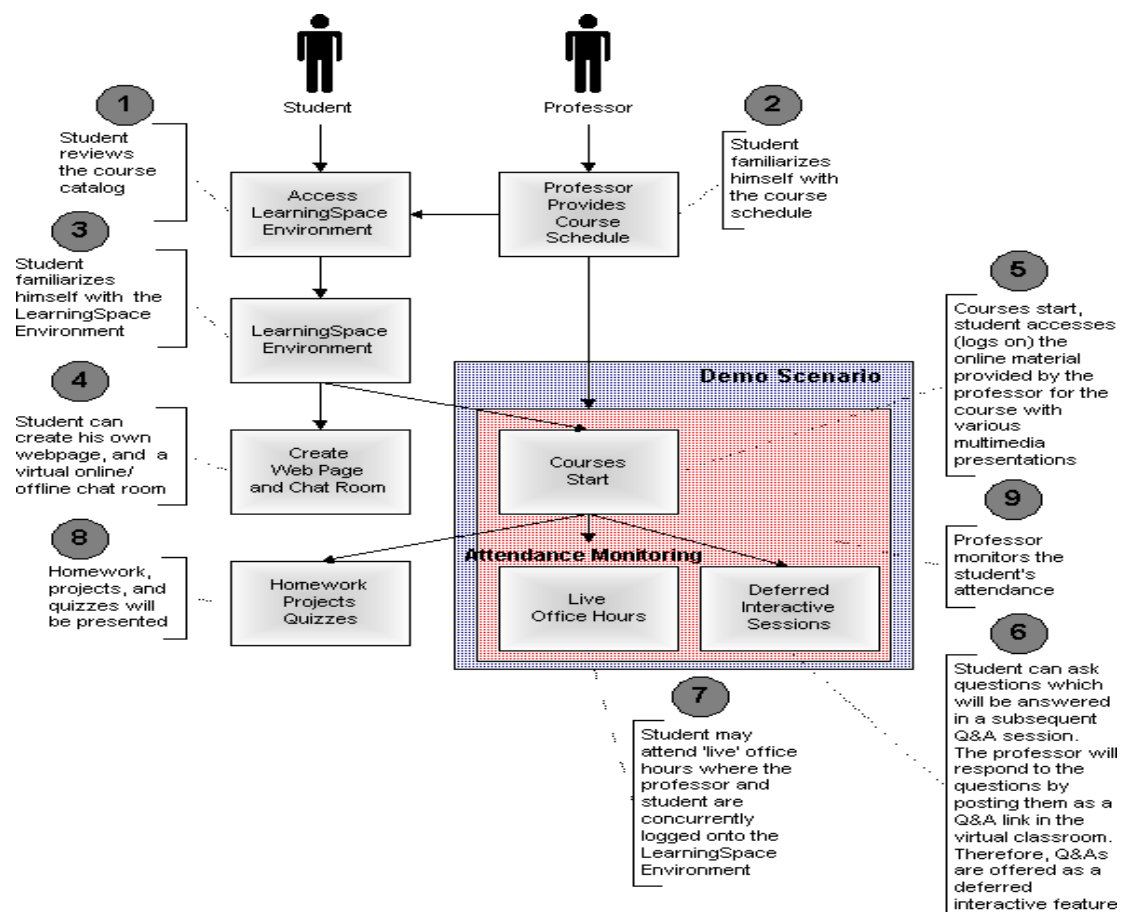 Student
Professor
1
Student
reviews
the course
catalog
2
Student
familiarizes
himself with
the course
schedule
Access
LearningSpace
Environment
Professor
Provides
Course
Schedule
3
Student
familiarizes
himself with the
LearningSpace
Environment
LearningSpace
Environment
4
Student can
create his own
webpage, and a
virtual online/
offline chat room
Create
Web Page
and Chat Room
Demo Scenario
Courses
Start
5
Courses start,
student accesses
(logs on) the
online material
provided by the
professor for the
course with
various
multimedia
presentations
8
Homework,
projects, and
quizzes will
be presented
Homework
Projects
Quizzes
Attendance Monitoring
Live
Office Hours
Deferred
Interactive
Sessions
9
Professor
monitors the
student's
attendance
7
Student may
attend 'live' office
hours where the
professor and
student are
concurrently
logged onto the
LearningSpace
Environment
6
Student can ask
questions which
will be answered
in a subsequent
Q&A session.
The professor will
respond to the
questions by
posting them as a
Q&A link in the
virtual classroom.
Therefore, Q&As
are offered as a
deferred
interactive feature